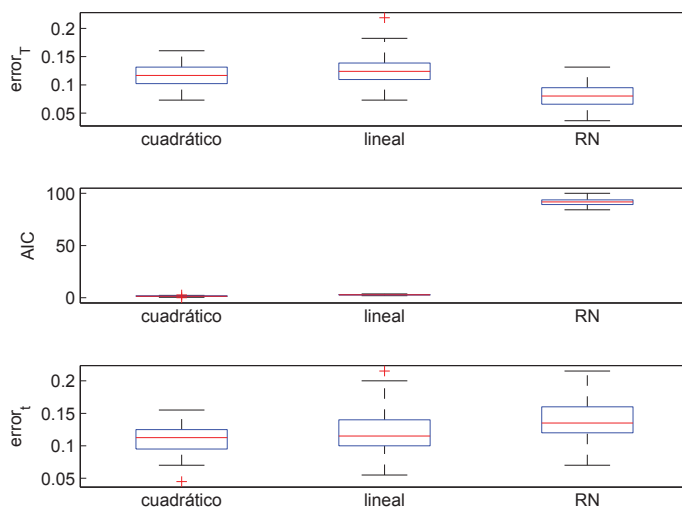 error_T
0.2
0.15
0.1
0.05
cuadrático lineal RN
AIC
100
50
0
cuadrático lineal RN
error_t
0.2
0.15
0.1
0.05
cuadrático lineal RN